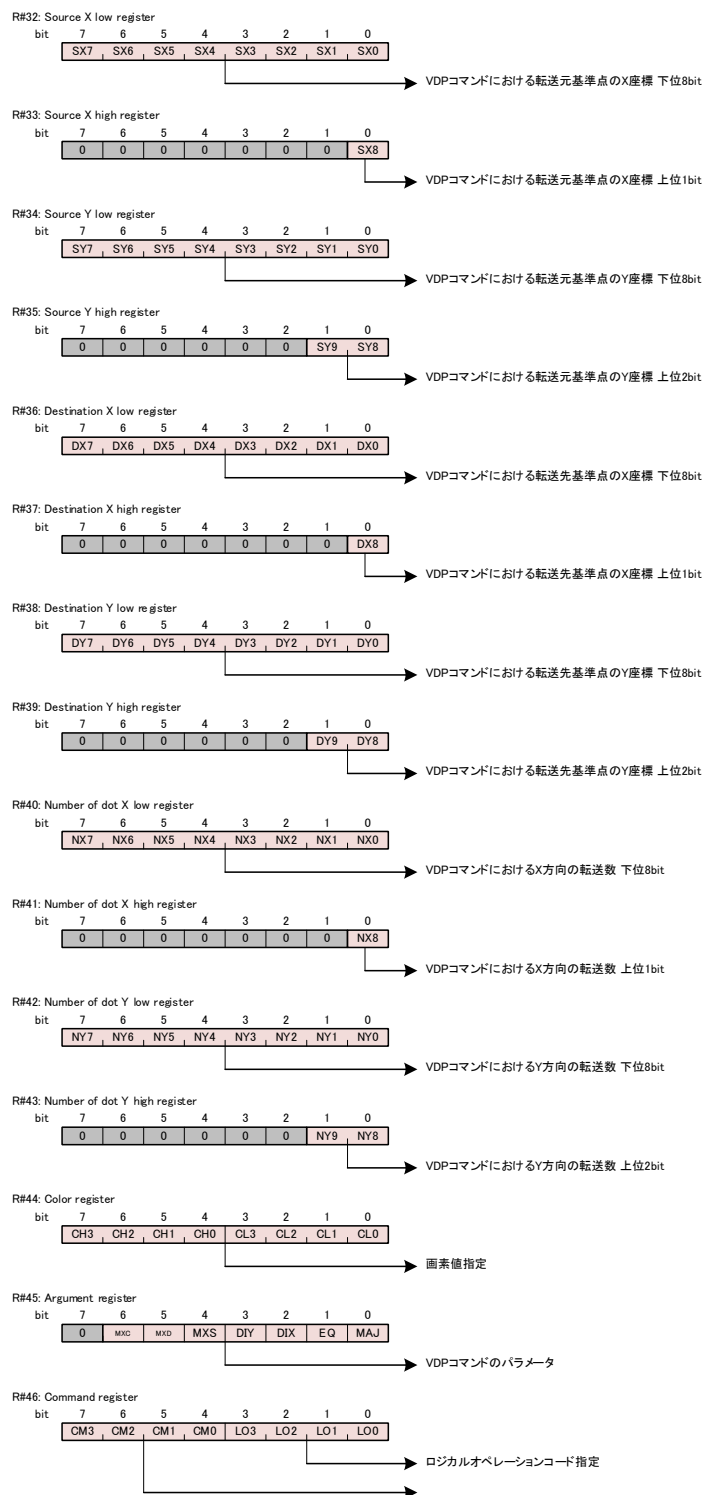 R#32: Source X low register
bit 7 6 5 4 3 2 1 0
SX7 SX6 SX5 SX4 SX3 SX2 SX1 SX0
VDPコマンドにおける転送元基準点のX座標 下位8bit
R#33: Source X high register
bit 7 6 5 4 3 2 1 0
0 0 0 0 0 0 0 SX8
VDPコマンドにおける転送元基準点のX座標 上位1bit
R#34: Source Y low register
bit 7 6 5 4 3 2 1 0
SY7 SY6 SY5 SY4 SY3 SY2 SY1 SY0
VDPコマンドにおける転送元基準点のY座標 下位8bit
R#35: Source Y high register
bit 7 6 5 4 3 2 1 0
0 0 0 0 0 0 SY9 SY8
VDPコマンドにおける転送元基準点のY座標 上位2bit
R#36: Destination X low register
bit 7 6 5 4 3 2 1 0
DX7 DX6 DX5 DX4 DX3 DX2 DX1 DX0
VDPコマンドにおける転送先基準点のX座標 下位8bit
R#37: Destination X high register
bit 7 6 5 4 3 2 1 0
0 0 0 0 0 0 0 DX8
VDPコマンドにおける転送先基準点のX座標 上位1bit
R#38: Destination Y low register
bit 7 6 5 4 3 2 1 0
DY7 DY6 DY5 DY4 DY3 DY2 DY1 DY0
VDPコマンドにおける転送先基準点のY座標 下位8bit
R#39: Destination Y high register
bit 7 6 5 4 3 2 1 0
0 0 0 0 0 0 DY9 DY8
VDPコマンドにおける転送先基準点のY座標 上位2bit
R#40: Number of dot X low register
bit 7 6 5 4 3 2 1 0
NX7 NX6 NX5 NX4 NX3 NX2 NX1 NX0
VDPコマンドにおけるX方向の転送数 下位8bit
R#41: Number of dot X high register
bit 7 6 5 4 3 2 1 0
0 0 0 0 0 0 0 NX8
VDPコマンドにおけるX方向の転送数 上位1bit
R#42: Number of dot Y low register
bit 7 6 5 4 3 2 1 0
NY7 NY6 NY5 NY4 NY3 NY2 NY1 NY0
VDPコマンドにおけるY方向の転送数 下位8bit
R#43: Number of dot Y high register
bit 7 6 5 4 3 2 1 0
0 0 0 0 0 0 NY9 NY8
VDPコマンドにおけるY方向の転送数 上位2bit
R#44: Color register
bit 7 6 5 4 3 2 1 0
CH3 CH2 CH1 CH0 CL3 CL2 CL1 CL0
画素値指定
R#45: Argument register
bit 7 6 5 4 3 2 1 0
0 MXC MXD MXS DIY DIX EQ MAJ
VDPコマンドのパラメータ
R#46: Command register
bit 7 6 5 4 3 2 1 0
CM3 CM2 CM1 CM0 LO3 LO2 LO1 LO0
ロジカルオペレーションコード指定